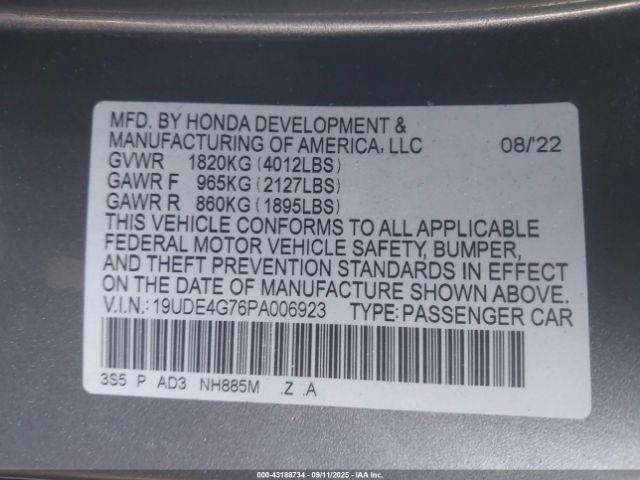 MFD. BY HONDA DEVELOPMENT &
MANUFACTURING OF AMERICA, LLC 08/'22
GVWR 1820KG (4012LBS)
GAWR F 965KG (2127LBS)
GAWR R 860KG (1895LBS)
THIS VEHICLE CONFORMS TO ALL APPLICABLE
FEDERAL MOTOR VEHICLE SAFETY, BUMPER,
AND THEFT PREVENTION STANDARDS IN EFFECT
ON THE DATE OF MANUFACTURE SHOWN ABOVE.
V.I.N.: 19UDE4G76PA006923 TYPE: PASSENGER CAR
3S5 P AD3 NH885M .Z .A
000-43188734 - 09/11/2025 - IAA Inc.